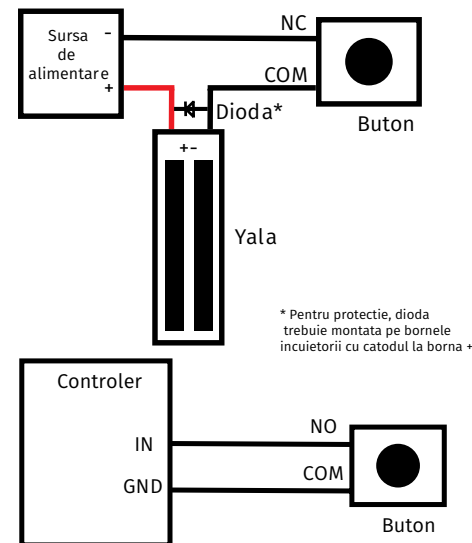 Sursa
de
alimentare
-
+
NC
COM
Buton
Dioda*
+-
Yala
* Pentru protectie, dioda
trebuie montata pe bornele
incuietorii cu catodul la borna +
Controler
IN
GND
NO
COM
Buton